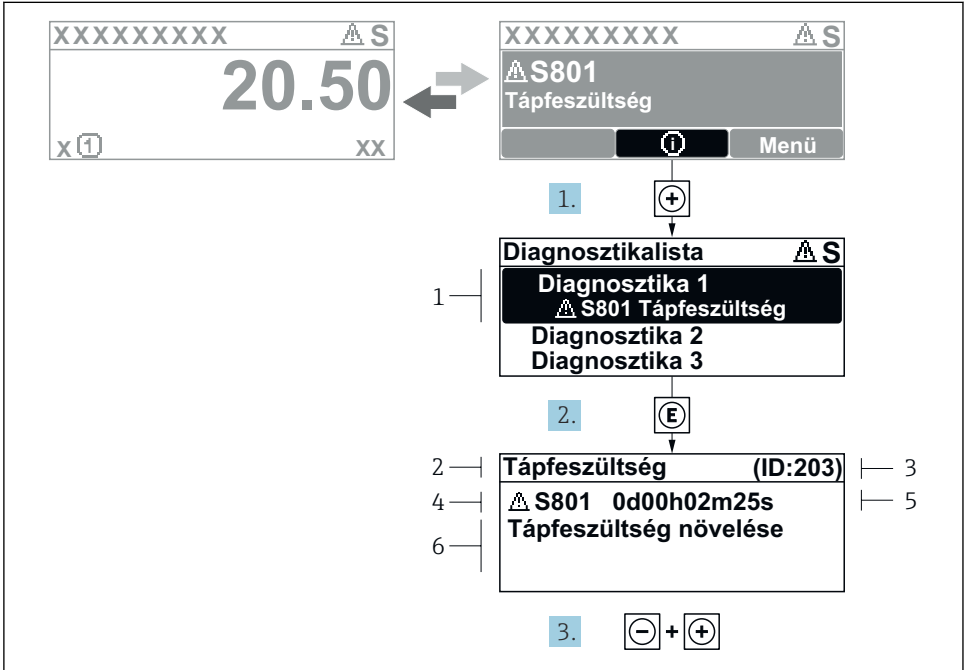 XXXXXXXXX ⚠ S
20.50
x ① xx
XXXXXXXXX ⚠ S
⚠ S801
Tápfeszültség
ⓘ Menü
1. +
Diagnosztikalista ⚠ S
1 Diagnosztika 1
⚠ S801 Tápfeszültség
Diagnosztika 2
Diagnosztika 3
2. E
2 Tápfeszültség (ID:203) 3
4 ⚠ S801 0d00h02m25s 5
6 Tápfeszültség növelése
3. − + +